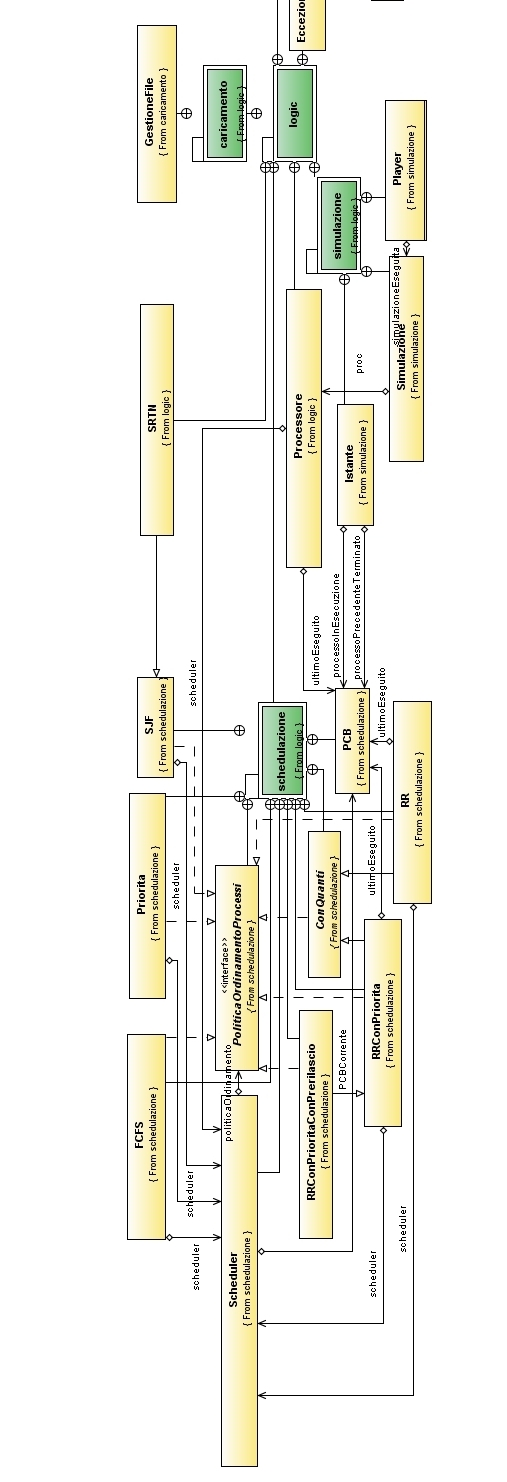 Eccezion
GestioneFile
{ From caricamento }
caricamento
{ From logic }
logic
Player
{ From simulazione }
simulazione
{ From logic }
simulazioneEseguita
Simulazione
{ From simulazione }
SRTN
{ From logic }
Processore
{ From logic }
proc
Istante
{ From simulazione }
ultimoEseguito
processoInEsecuzione
processoPrecedenteTerminato
SJF
{ From schedulazione }
scheduler
schedulazione
{ From logic }
PCB
{ From schedulazione }
ultimoEseguito
RR
{ From schedulazione }
Priorita
{ From schedulazione }
scheduler
<<interface>>
PoliticaOrdinamentoProcessi
{ From schedulazione }
ConQuanti
{ From schedulazione }
ultimoEseguito
RRConPriorita
{ From schedulazione }
FCFS
{ From schedulazione }
politicaOrdinamento
RRConPrioritaConPrerilascio
{ From schedulazione }
PCBCorrente
scheduler
scheduler
Scheduler
{ From schedulazione }
scheduler
scheduler